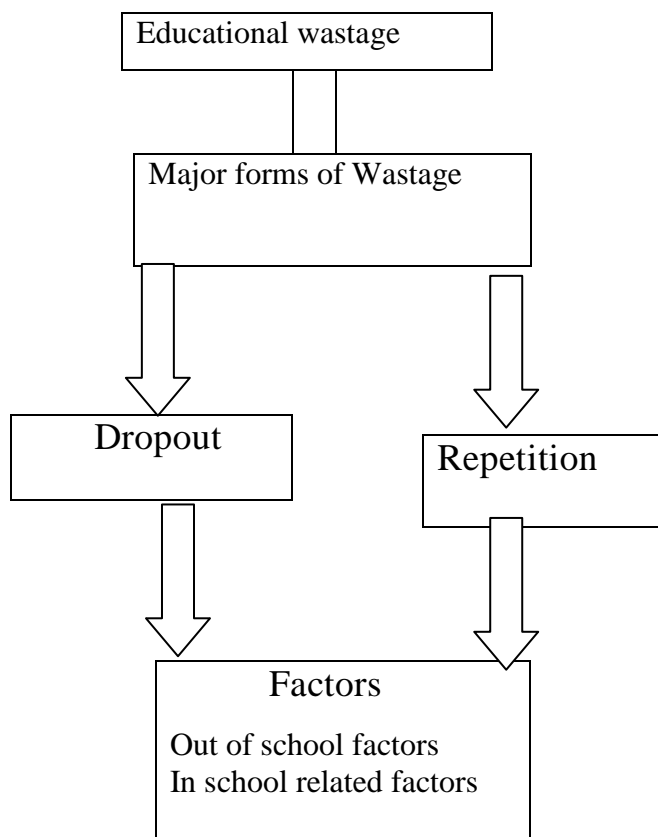 Educational wastage
Major forms of Wastage
Dropout
Repetition
Factors
Out of school factors
In school related factors